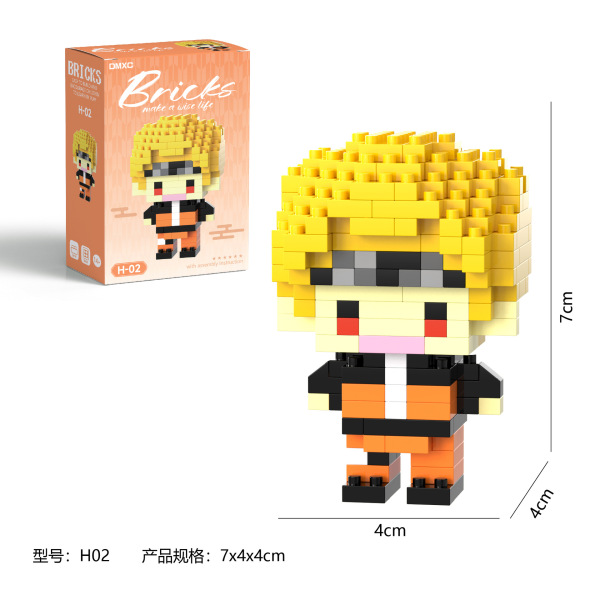 DMXC
Bricks
make a wise life
BRICKS
H-02
H-02
7cm
4cm
4cm
型号：H02 产品规格：7x4x4cm